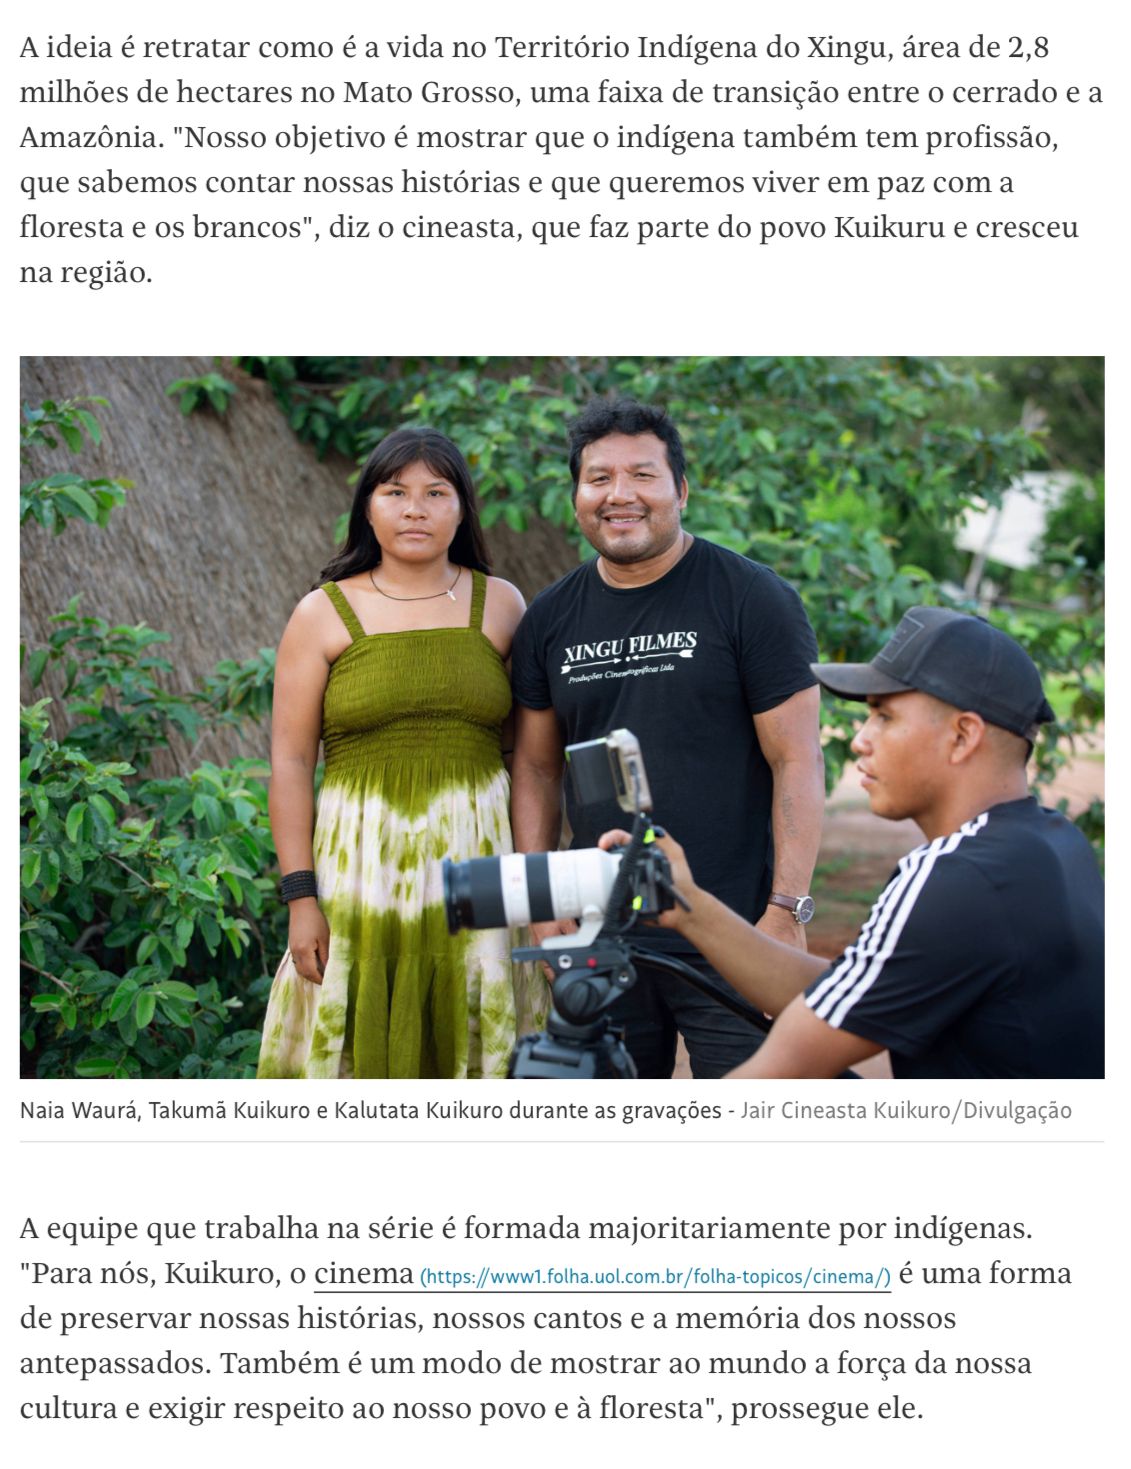 A ideia é retratar como é a vida no Território Indígena do Xingu, área de 2,8
milhões de hectares no Mato Grosso, uma faixa de transição entre o cerrado e a
Amazônia. "Nosso objetivo é mostrar que o indígena também tem profissão,
que sabemos contar nossas histórias e que queremos viver em paz com a
floresta e os brancos", diz o cineasta, que faz parte do povo Kuikuru e cresceu
na região.
XINGU FILMES
Produções Cinematográficas Ltda
Naia Waurá, Takumã Kuikuro e Kalutata Kuikuro durante as gravações - Jair Cineasta Kuikuro/Divulgação
A equipe que trabalha na série é formada majoritariamente por indígenas.
"Para nós, Kuikuro, o cinema (https://www1.folha.uol.com.br/folha-topicos/cinema/) é uma forma
de preservar nossas histórias, nossos cantos e a memória dos nossos
antepassados. Também é um modo de mostrar ao mundo a força da nossa
cultura e exigir respeito ao nosso povo e à floresta", prossegue ele.